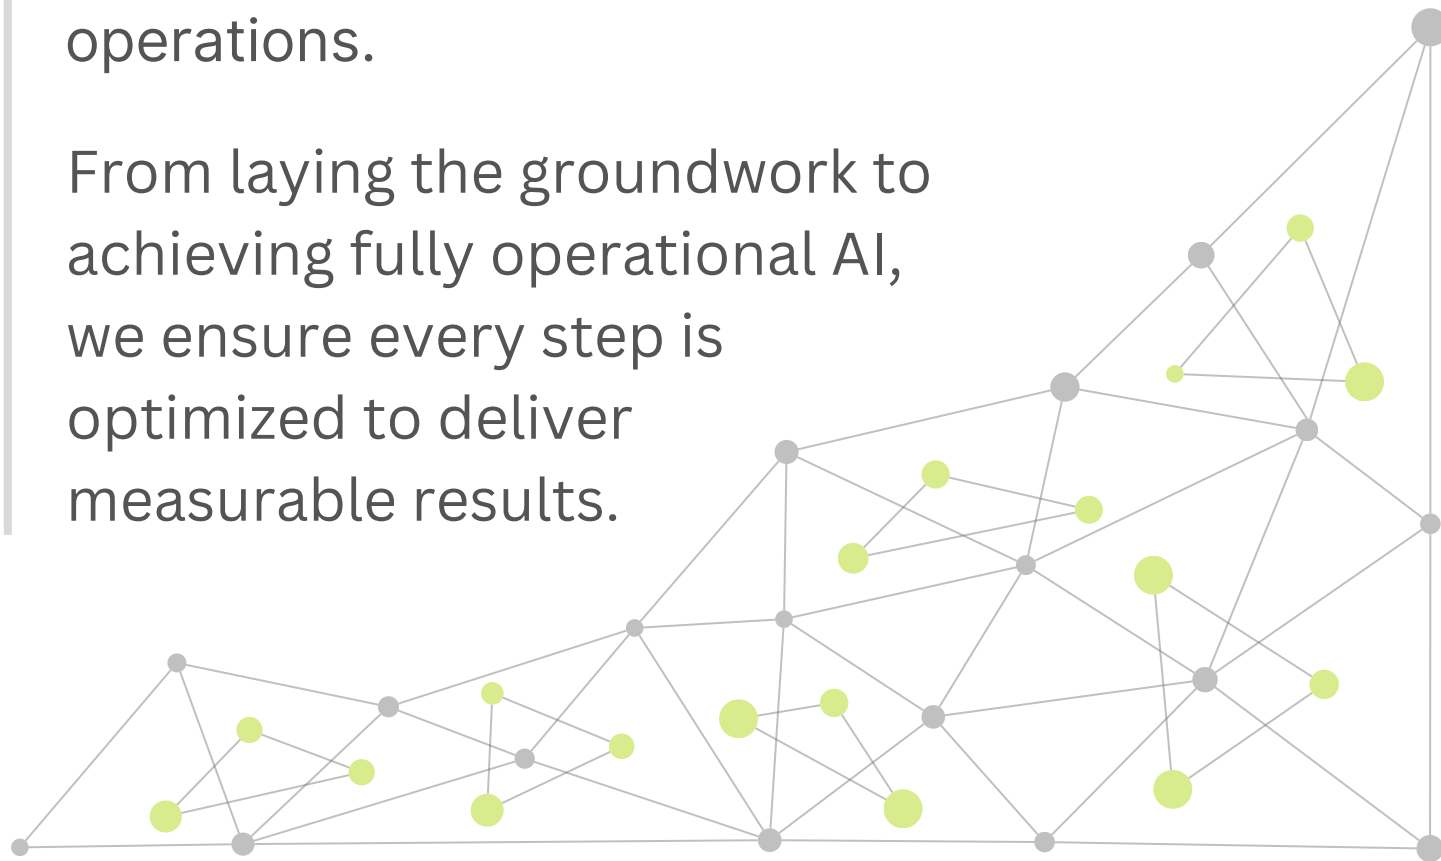 operations.
From laying the groundwork to
achieving fully operational AI,
we ensure every step is
optimized to deliver
measurable results.